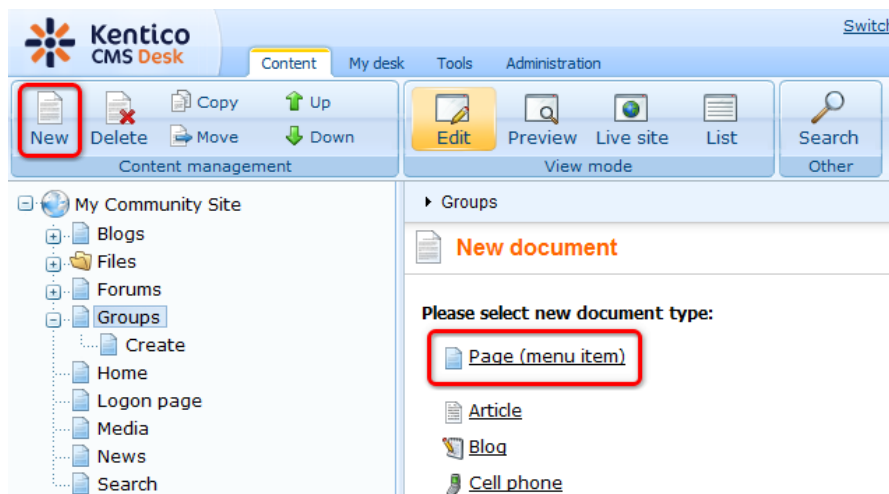 Kentico
CMS Desk
Switch
Content My desk Tools Administration
New Delete Copy Move Up Down
Content management
Edit Preview Live site List
View mode
Search
Other
My Community Site
Blogs
Files
Forums
Groups
Create
Home
Logon page
Media
News
Search
Groups
New document
Please select new document type:
Page (menu item)
Article
Blog
Cell phone